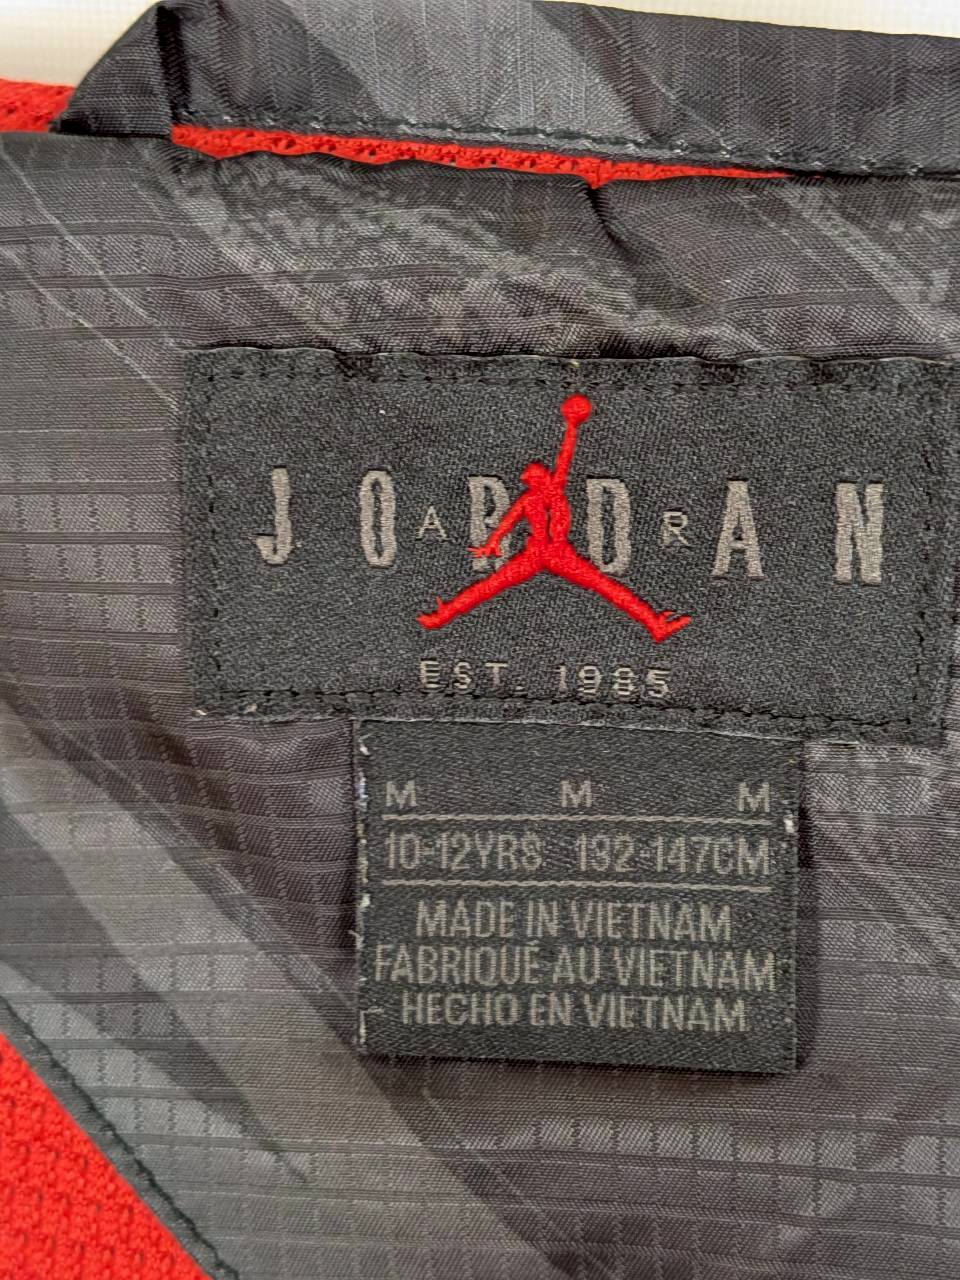 JORDAN
AIR
EST. 1985
M M M
10-12YRS 132-147CM
MADE IN VIETNAM
FABRIQUÉ AU VIETNAM
HECHO EN VIETNAM